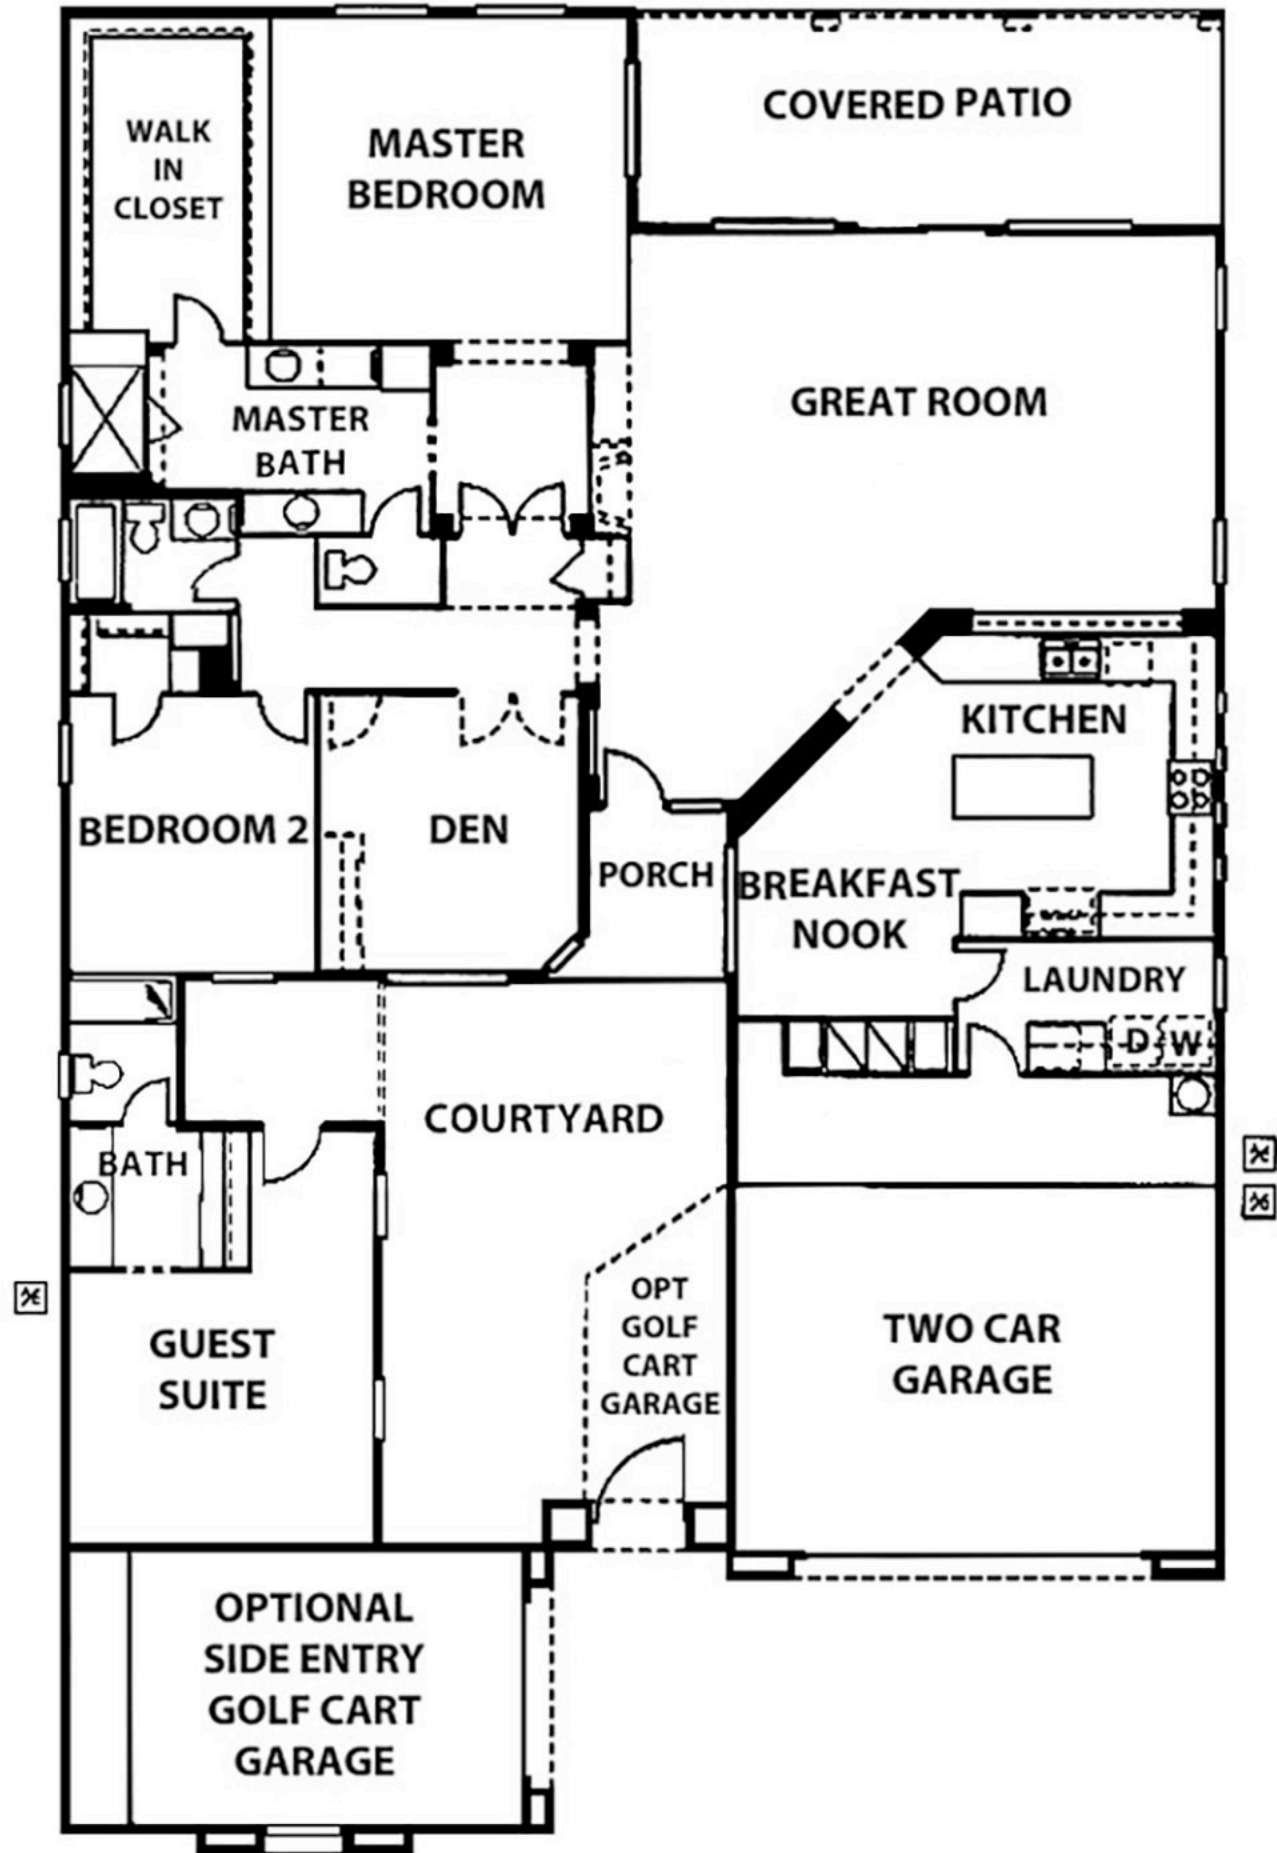 COVERED PATIO
WALK
IN
CLOSET
MASTER
BEDROOM
GREAT ROOM
MASTER
BATH
KITCHEN
BEDROOM 2
DEN
PORCH
BREAKFAST
NOOK
LAUNDRY
D W
COURTYARD
BATH
OPT
GOLF
CART
GARAGE
GUEST
SUITE
TWO CAR
GARAGE
OPTIONAL
SIDE ENTRY
GOLF CART
GARAGE